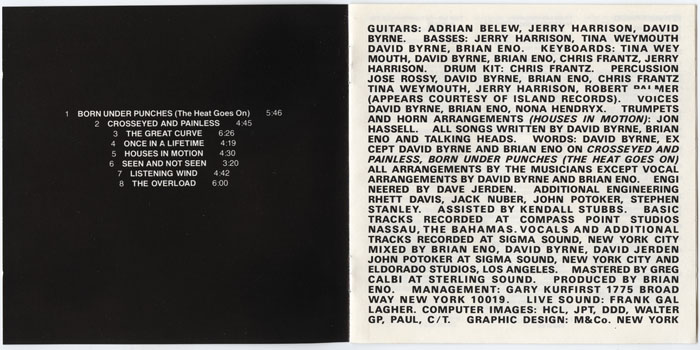 1 BORN UNDER PUNCHES (The Heat Goes On) 5:46
2 CROSSEYED AND PAINLESS 4:45
3 THE GREAT CURVE 6:26
4 ONCE IN A LIFETIME 4:19
5 HOUSES IN MOTION 4:30
6 SEEN AND NOT SEEN 3:20
7 LISTENING WIND 4:42
8 THE OVERLOAD 6:00
GUITARS: ADRIAN BELEW, JERRY HARRISON, DAVID
BYRNE. BASSES: JERRY HARRISON, TINA WEYMOUTH
DAVID BYRNE, BRIAN ENO. KEYBOARDS: TINA WEY
MOUTH, DAVID BYRNE, BRIAN ENO, CHRIS FRANTZ, JERRY
HARRISON. DRUM KIT: CHRIS FRANTZ. PERCUSSION
JOSE ROSSY, DAVID BYRNE, BRIAN ENO, CHRIS FRANTZ
TINA WEYMOUTH, JERRY HARRISON, ROBERT PALMER
(APPEARS COURTESY OF ISLAND RECORDS). VOICES
DAVID BYRNE, BRIAN ENO, NONA HENDRYX. TRUMPETS
AND HORN ARRANGEMENTS (HOUSES IN MOTION): JON
HASSELL. ALL SONGS WRITTEN BY DAVID BYRNE, BRIAN
ENO AND TALKING HEADS. WORDS: DAVID BYRNE, EX
CEPT DAVID BYRNE AND BRIAN ENO ON CROSSEYED AND
PAINLESS, BORN UNDER PUNCHES (THE HEAT GOES ON)
ALL ARRANGEMENTS BY THE MUSICIANS EXCEPT VOCAL
ARRANGEMENTS BY DAVID BYRNE AND BRIAN ENO. ENGI
NEERED BY DAVE JERDEN. ADDITIONAL ENGINEERING
RHETT DAVIS, JACK NUBER, JOHN POTOKER, STEPHEN
STANLEY. ASSISTED BY KENDALL STUBBS. BASIC
TRACKS RECORDED AT COMPASS POINT STUDIOS
NASSAU, THE BAHAMAS. VOCALS AND ADDITIONAL
TRACKS RECORDED AT SIGMA SOUND, NEW YORK CITY
MIXED BY BRIAN ENO, DAVID BYRNE, DAVID JERDEN
JOHN POTOKER AT SIGMA SOUND, NEW YORK CITY AND
ELDORADO STUDIOS, LOS ANGELES. MASTERED BY GREG
CALBI AT STERLING SOUND. PRODUCED BY BRIAN
ENO. MANAGEMENT: GARY KURFIRST 1775 BROAD
WAY NEW YORK 10019. LIVE SOUND: FRANK GAL
LAGHER. COMPUTER IMAGES: HCL, JPT, DDD, WALTER
GP, PAUL, C/T. GRAPHIC DESIGN: M&Co. NEW YORK